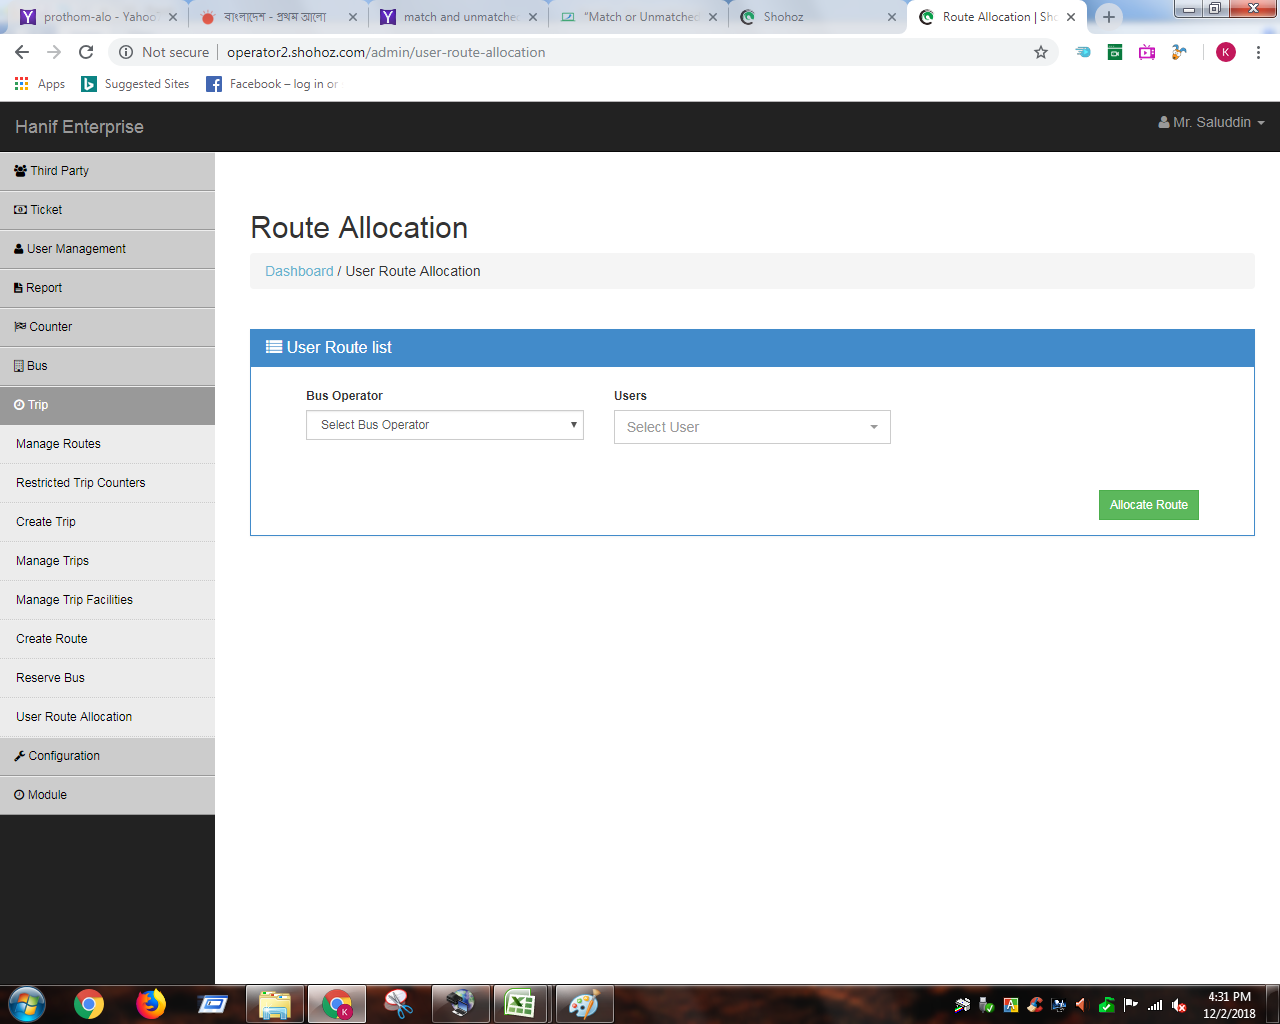 prothom-alo - Yahoo
বাংলাদেশ - প্রথম আলো
match and unmatche
"Match or Unmatched
Shohoz
Route Allocation | Sho
Not secure
operator2.shohoz.com/admin/user-route-allocation
K
Apps
Suggested Sites
Facebook – log in or
Hanif Enterprise
Mr. Saluddin
Third Party
Ticket
User Management
Report
Counter
Bus
Trip
Manage Routes
Restricted Trip Counters
Create Trip
Manage Trips
Manage Trip Facilities
Create Route
Reserve Bus
User Route Allocation
Configuration
Module
Route Allocation
Dashboard / User Route Allocation
User Route list
Bus Operator
Users
Select Bus Operator
Select User
Allocate Route
4:31 PM
12/2/2018